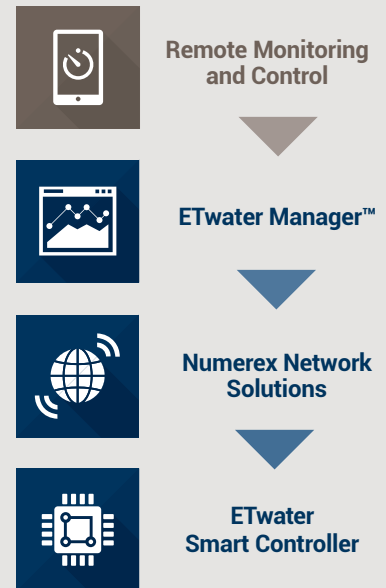 Remote Monitoring
and Control
ETwater Manager™
Numerex Network
Solutions
ETwater
Smart Controller